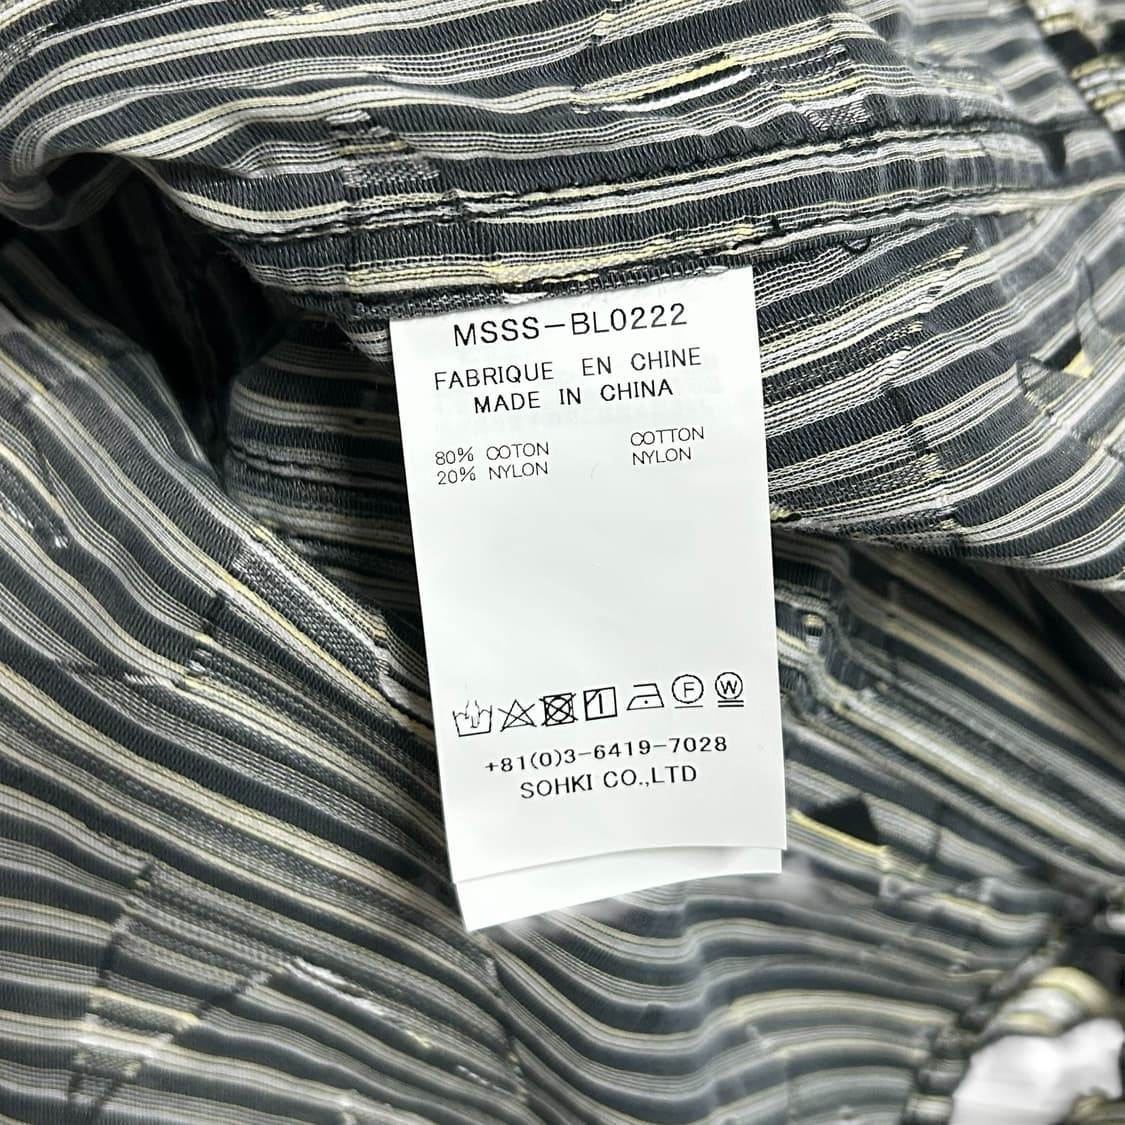 MSSS-BL0222
FABRIQUE EN CHINE
MADE IN CHINA
80% COTON COTTON
20% NYLON NYLON
F W
+81(0)3-6419-7028
SOHKI CO.,LTD